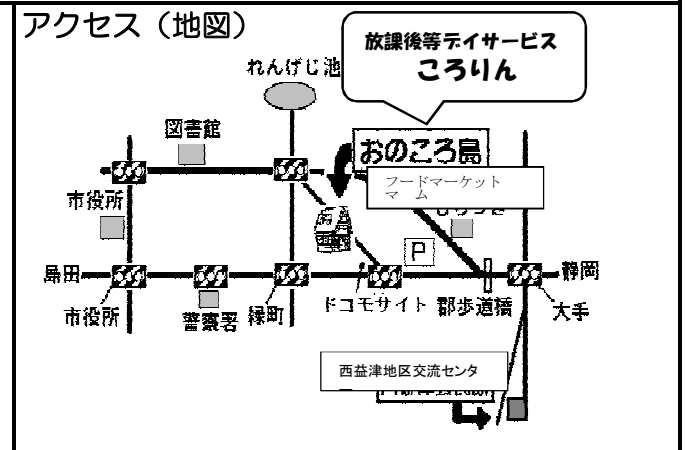 アクセス（地図）
放課後等デイサービス
ころりん
れんげじ池
図書館
おのころ島
フードマーケット
マーム
市役所
P
島田
静岡
市役所
警察署
緑町
ドコモサイト
郡歩道橋
大手
西益津地区交流センタ